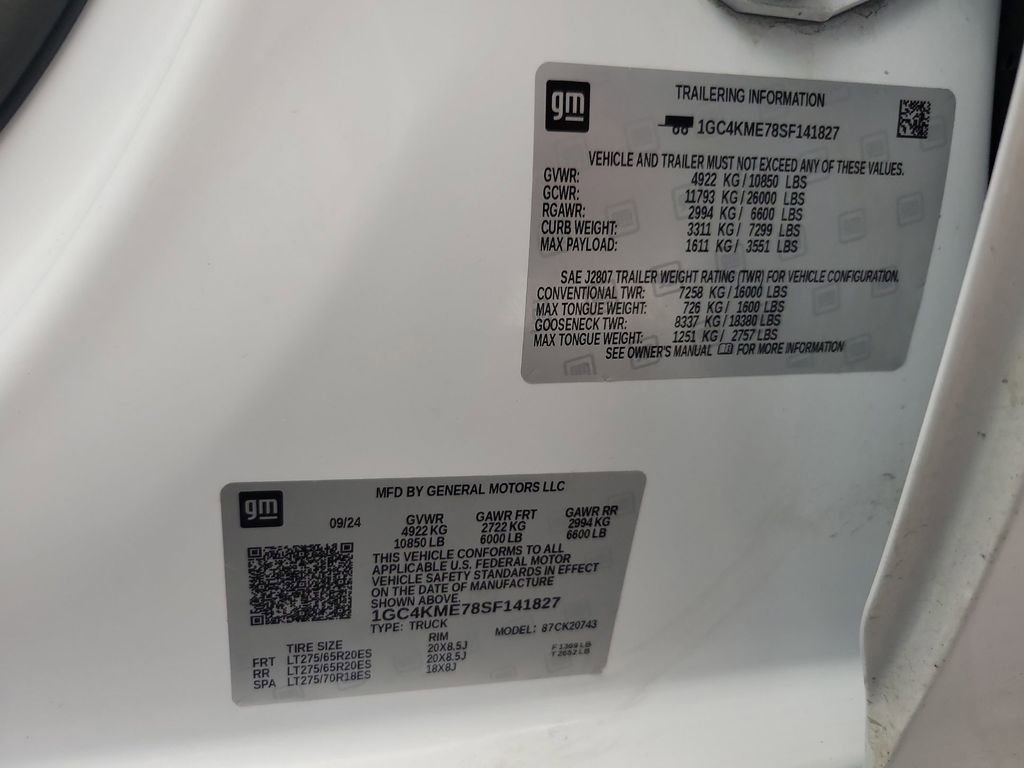 gm
TRAILERING INFORMATION
1GC4KME78SF141827
VEHICLE AND TRAILER MUST NOT EXCEED ANY OF THESE VALUES.
GVWR: 4922 KG / 10850 LBS
GCWR: 11793 KG / 26000 LBS
RGAWR: 2994 KG / 6600 LBS
CURB WEIGHT: 3311 KG / 7299 LBS
MAX PAYLOAD: 1611 KG / 3551 LBS
SAE J2807 TRAILER WEIGHT RATING (TWR) FOR VEHICLE CONFIGURATION.
CONVENTIONAL TWR: 7258 KG / 16000 LBS
MAX TONGUE WEIGHT: 726 KG / 1600 LBS
GOOSENECK TWR: 8337 KG / 18380 LBS
MAX TONGUE WEIGHT: 1251 KG / 2757 LBS
SEE OWNER'S MANUAL FOR MORE INFORMATION
gm
gm
MFD BY GENERAL MOTORS LLC
09/24 GVWR GAWR FRT GAWR RR
4922 KG 2722 KG 2994 KG
10850 LB 6000 LB 6600 LB
THIS VEHICLE CONFORMS TO ALL
APPLICABLE U.S. FEDERAL MOTOR
VEHICLE SAFETY STANDARDS IN EFFECT
ON THE DATE OF MANUFACTURE
SHOWN ABOVE.
1GC4KME78SF141827
TYPE: TRUCK MODEL: 87CK20743
TIRE SIZE RIM
FRT LT275/65R20ES 20X8.5J
RR LT275/65R20ES 20X8.5J
SPA LT275/70R18ES 18X8J